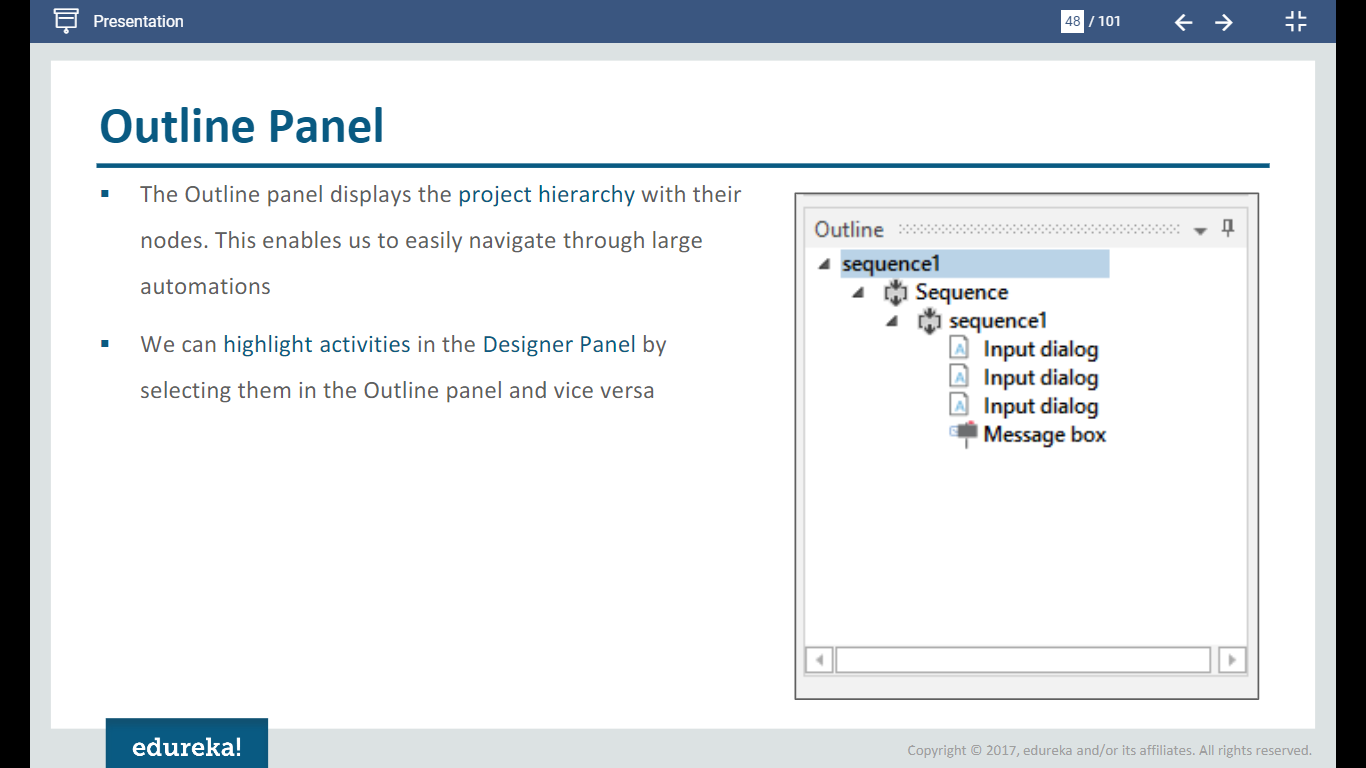 Presentation
48 / 101
Outline Panel
▪ The Outline panel displays the project hierarchy with their
nodes. This enables us to easily navigate through large
automations
▪ We can highlight activities in the Designer Panel by
selecting them in the Outline panel and vice versa
Outline
sequence1
Sequence
sequence1
Input dialog
Input dialog
Input dialog
Message box
edureka!
Copyright © 2017, edureka and/or its affiliates. All rights reserved.